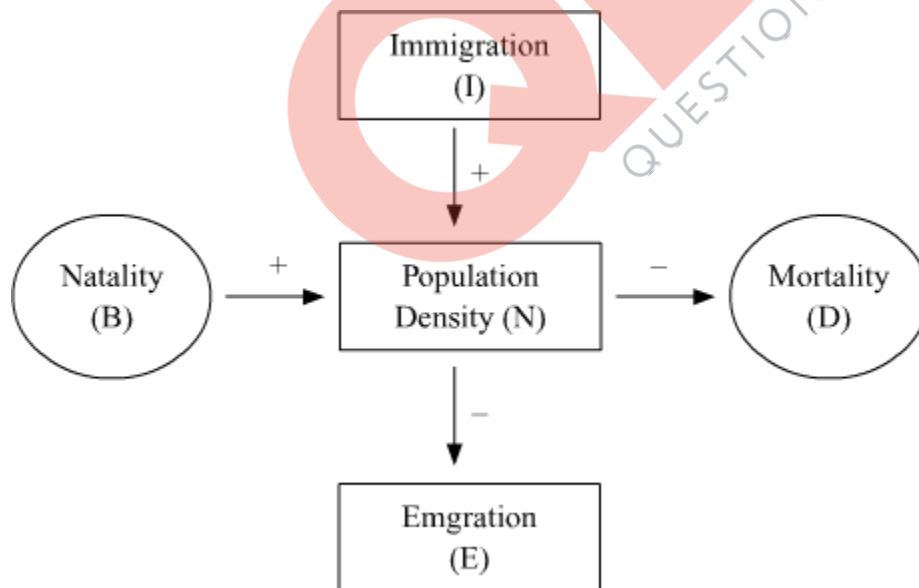 Immigration
(I)
QUESTION
+
Natality
(B)
+
Population
Density (N)
–
Mortality
(D)
–
Emgration
(E)